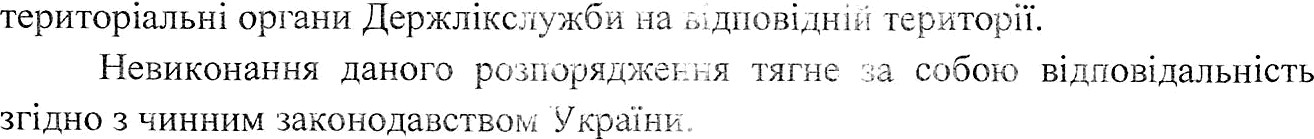 територіальні органи Держлікслужби на відповідній території.
Невиконання даного розпорядження тягне за собою відповідальність
згідно з чинним законодавством України.